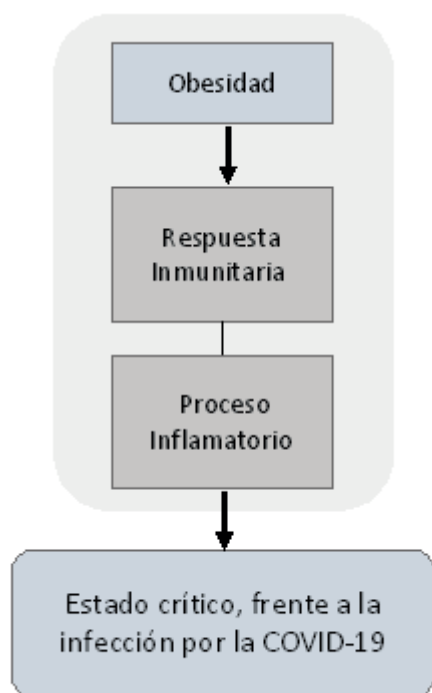 Obesidad
Respuesta
Inmunitaria
Proceso
Inflamatorio
Estado crítico, frente a la
infección por la COVID-19